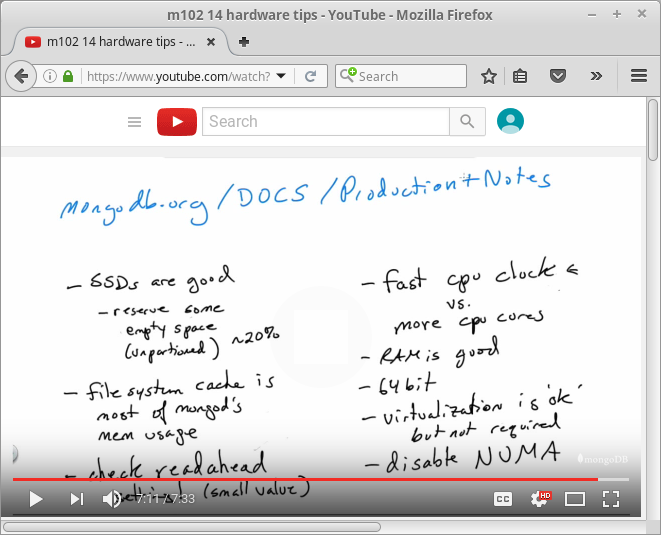 m102 14 hardware tips - YouTube - Mozilla Firefox
m102 14 hardware tips - ...
https://www.youtube.com/watch?
Search
Search
mongodb.org/DOCS/Production+Notes
- SSDs are good
- reserve some
empty space
(unpartioned) ~20%
- file system cache is
most of mongod's
mem usage
- check readahead
settings! (small value)
- fast cpu clock ←
vs.
more cpu cores
- RAM is good
- 64 bit
- virtualization is 'ok'
but not required
- disable NUMA
mongoDB
7:11 / 7:33
CC
HD